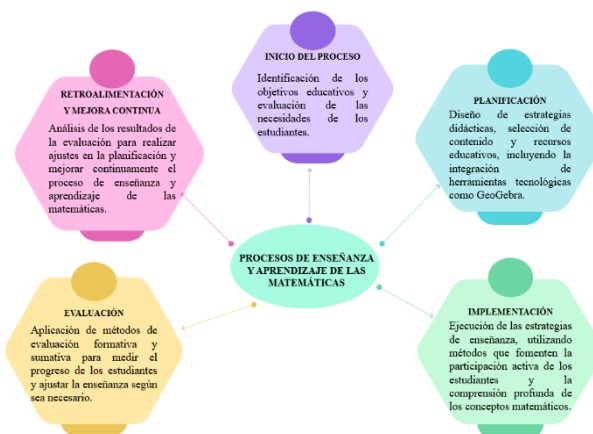 INICIO DEL PROCESO
Identificación de los
objetivos educativos y
evaluación de las
necesidades de los
estudiantes.
PLANIFICACIÓN
Diseño de estrategias
didácticas, selección de
contenido y recursos
educativos, incluyendo la
integración de
herramientas tecnológicas
como GeoGebra.
IMPLEMENTACIÓN
Ejecución de las estrategias
de enseñanza, utilizando
métodos que fomenten la
participación activa de los
estudiantes y la
comprensión profunda de
los conceptos matemáticos.
EVALUACIÓN
Aplicación de métodos de
evaluación formativa y
sumativa para medir el
progreso de los estudiantes
y ajustar la enseñanza según
sea necesario.
RETROALIMENTACIÓN
Y MEJORA CONTINUA
Análisis de los resultados de
la evaluación para realizar
ajustes en la planificación y
mejorar continuamente el
proceso de enseñanza y
aprendizaje de las
matemáticas.
PROCESOS DE ENSEÑANZA
Y APRENDIZAJE DE LAS
MATEMÁTICAS